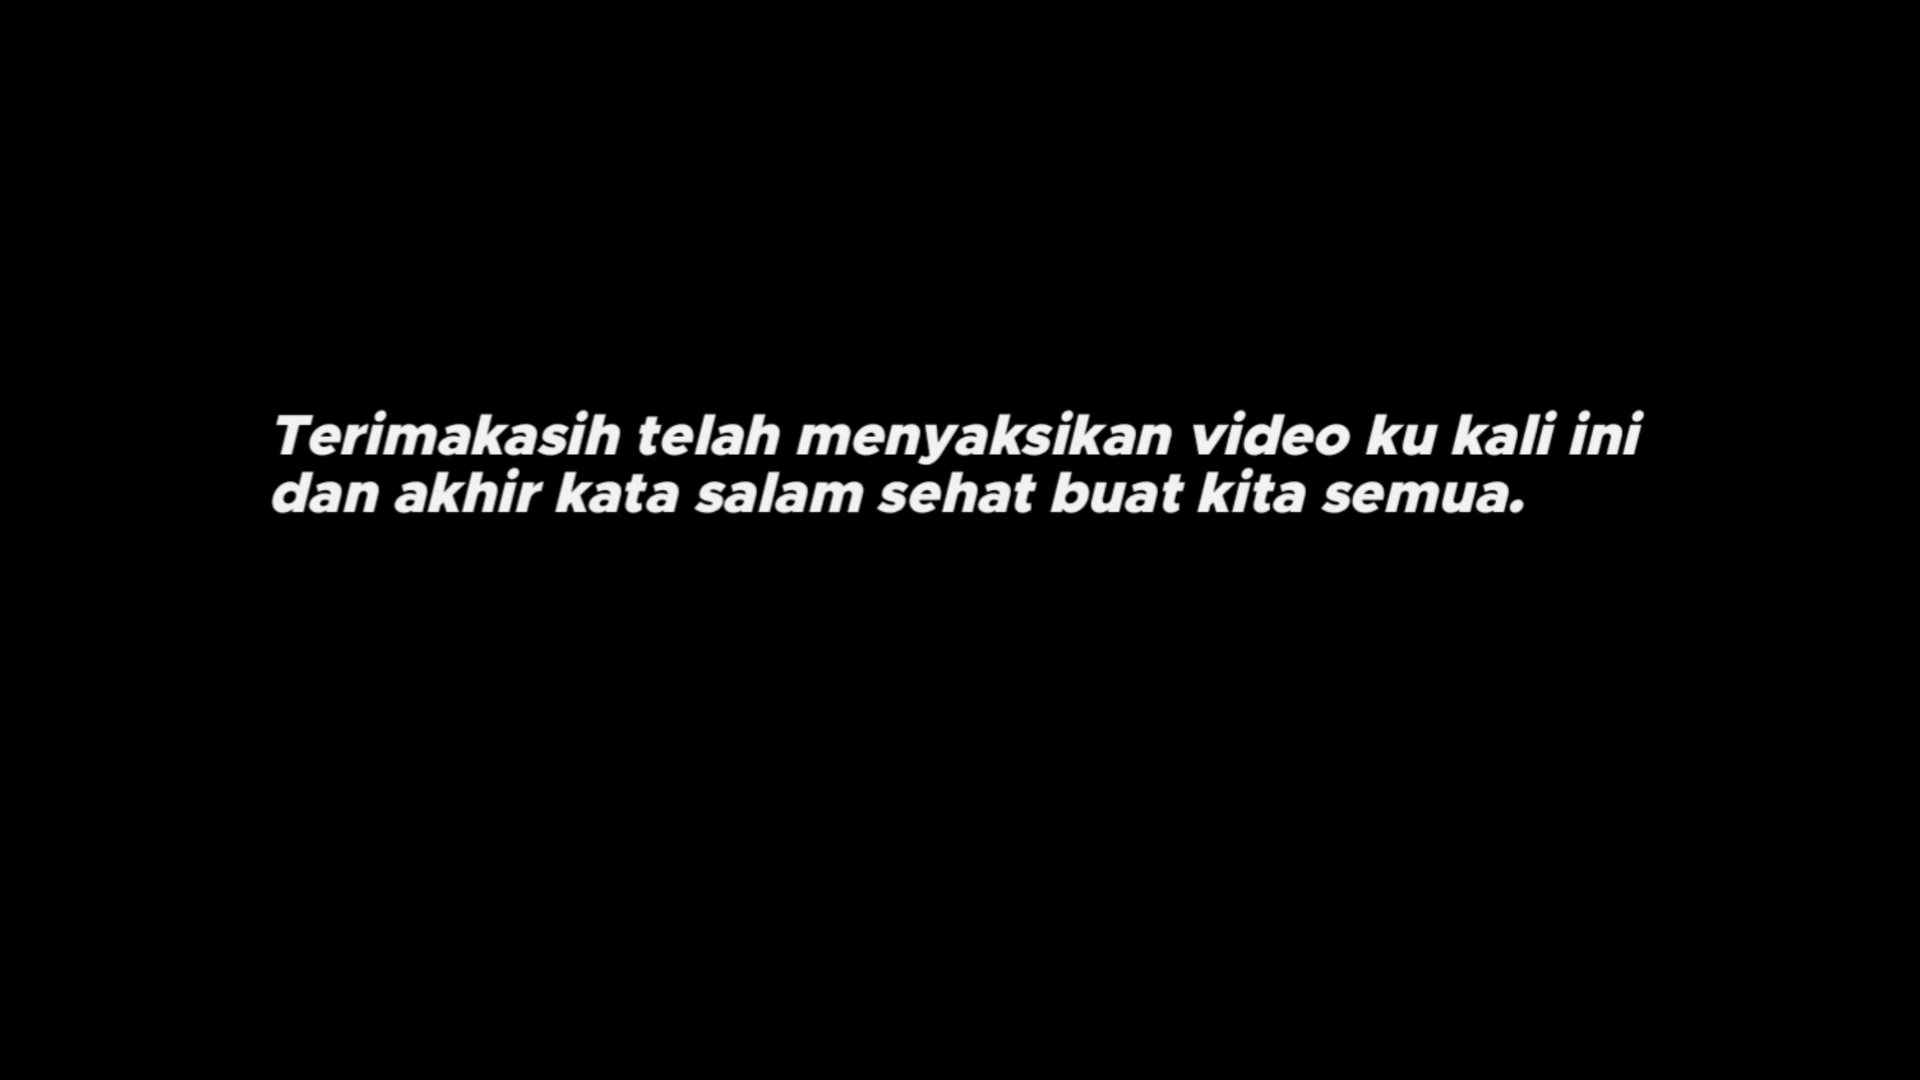 Terimakasih telah menyaksikan video ku kali ini
dan akhir kata salam sehat buat kita semua.